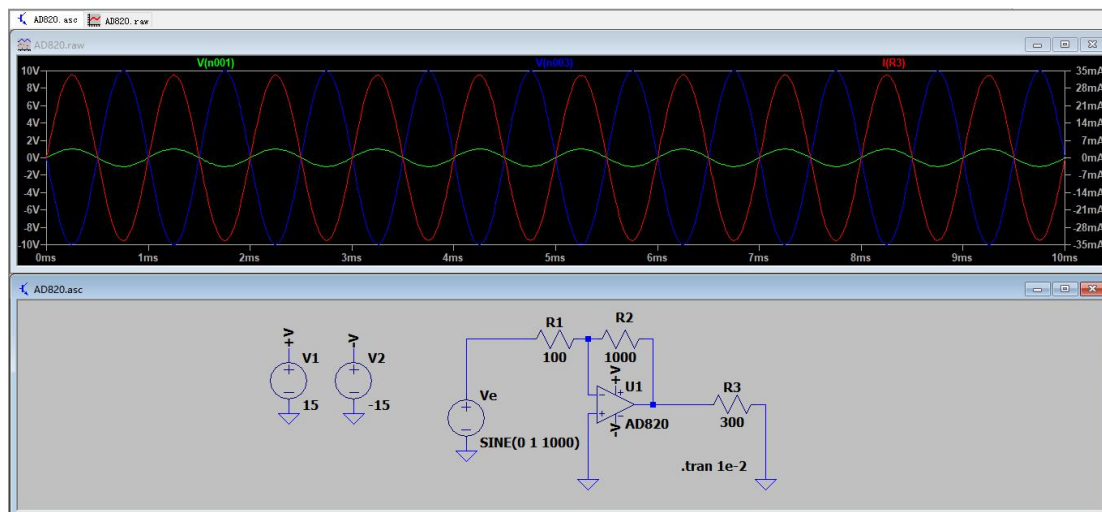 AD820.asc AD820.raw
AD820.raw
V(n001) V(n003) I(R3)
10V 35mA
8V 28mA
6V 21mA
4V 14mA
2V 7mA
0V 0mA
-2V -7mA
-4V -14mA
-6V -21mA
-8V -28mA
-10V -35mA
0ms 1ms 2ms 3ms 4ms 5ms 6ms 7ms 8ms 9ms 10ms
AD820.asc
+V -V R1 R2
V1 V2 100 1000
+V U1
15 -15
Ve R3
-V AD820 300
SINE(0 1 1000)
.tran 1e-2